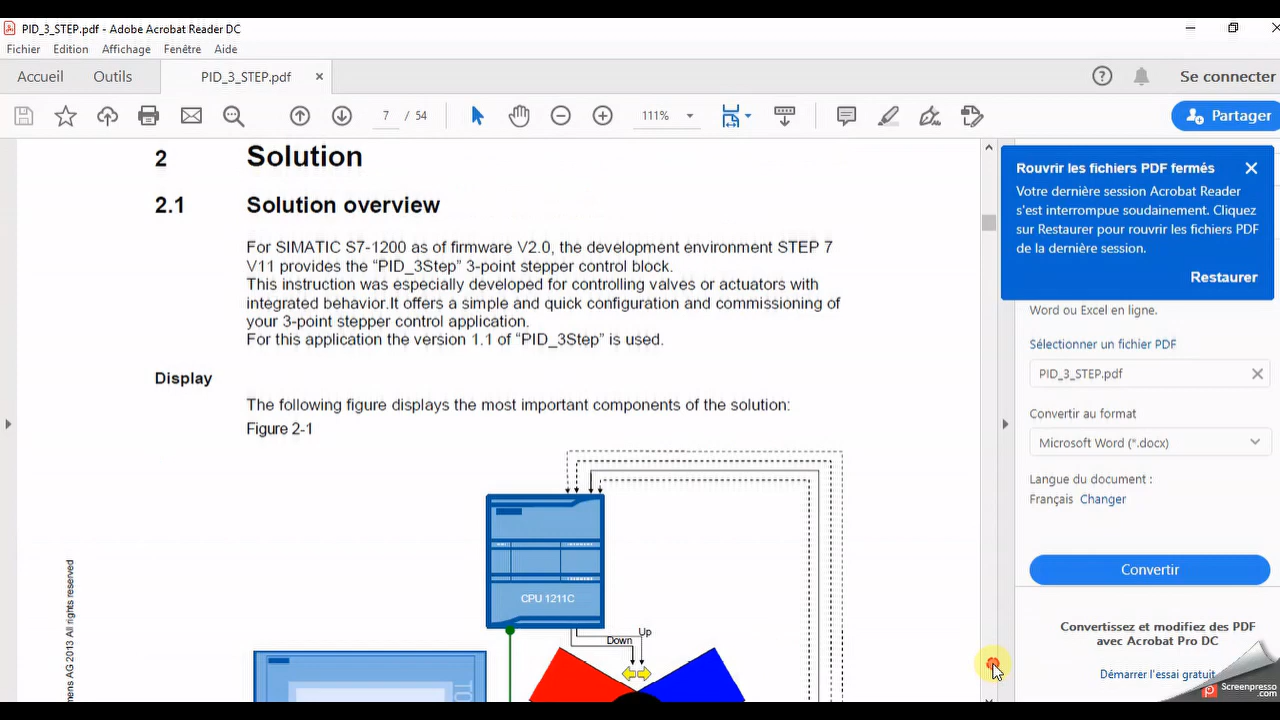 PID_3_STEP.pdf - Adobe Acrobat Reader DC
Fichier Edition Affichage Fenêtre Aide
Accueil Outils PID_3_STEP.pdf × Se connecter
7 / 54 111% Partager
2 Solution
2.1 Solution overview
For SIMATIC S7-1200 as of firmware V2.0, the development environment STEP 7
V11 provides the “PID_3Step” 3-point stepper control block.
This instruction was especially developed for controlling valves or actuators with
integrated behavior.It offers a simple and quick configuration and commissioning of
your 3-point stepper control application.
For this application the version 1.1 of “PID_3Step” is used.
Display
The following figure displays the most important components of the solution:
Figure 2-1
CPU 1211C
Up
Down
TO
mens AG 2013 All rights reserved
Rouvrir les fichiers PDF fermés
Votre dernière session Acrobat Reader
s'est interrompue soudainement. Cliquez
sur Restaurer pour rouvrir les fichiers PDF
de la dernière session.
Restaurer
Word ou Excel en ligne.
Sélectionner un fichier PDF
PID_3_STEP.pdf
Convertir au format
Microsoft Word (*.docx)
Langue du document :
Français Changer
Convertir
Convertissez et modifiez des PDF
avec Acrobat Pro DC
Démarrer l'essai gratuit
Screenpresso
.com